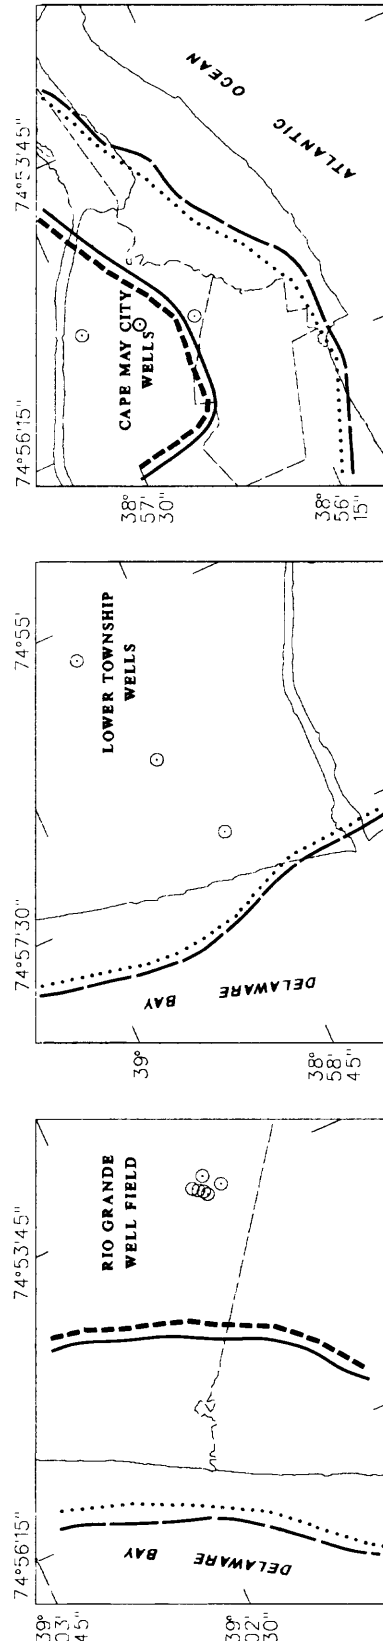 74°56'15"
74°53'45"
39°
03'
45"
39°
02'
30"
RIO GRANDE
WELL FIELD
DELAWARE BAY
74°57'30"
74°55'
39°
38°
58'
45"
LOWER TOWNSHIP
WELLS
DELAWARE BAY
74°56'15"
74°53'45"
38°
57'
30"
38°
56'
15"
CAPE MAY CITY
WELLS
ATLANTIC OCEAN